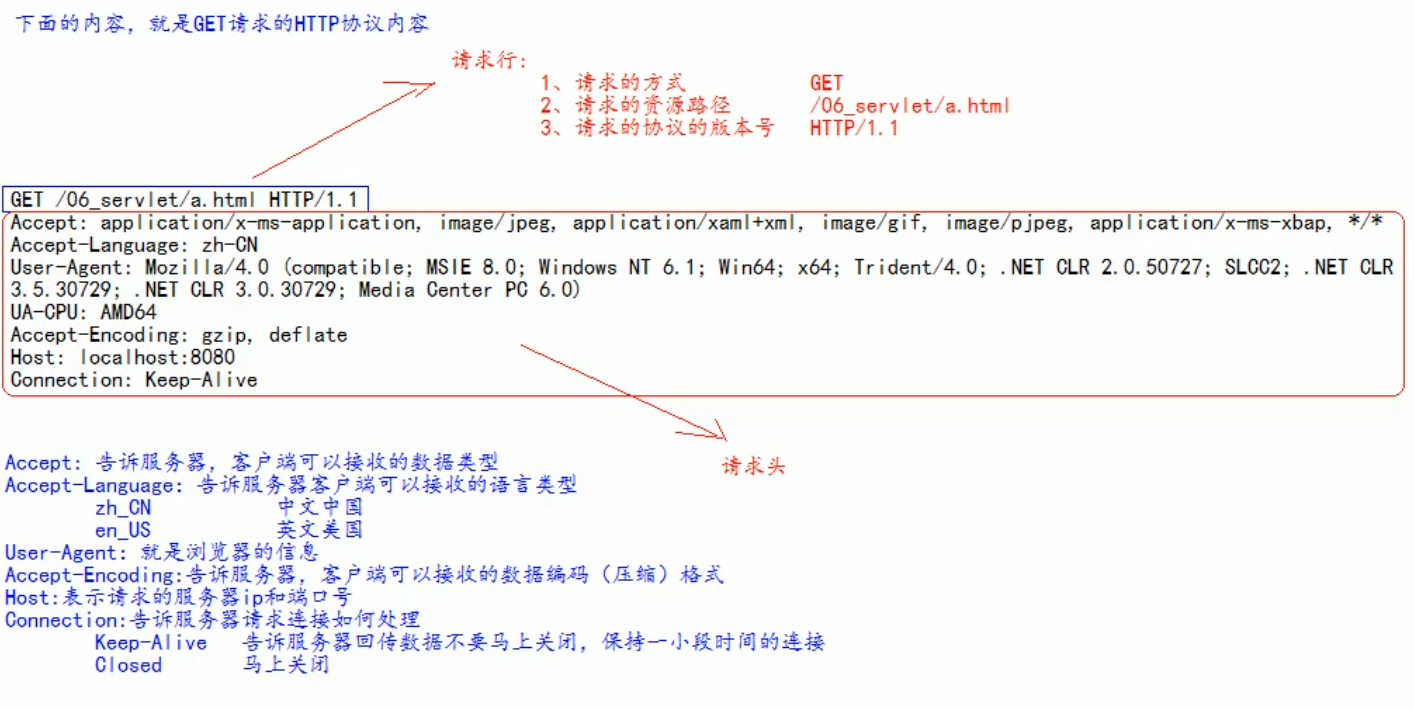 下面的内容，就是GET请求的HTTP协议内容
请求行：
1、请求的方式 GET
2、请求的资源路径 /06_servlet/a.html
3、请求的协议的版本号 HTTP/1.1
GET /06_servlet/a.html HTTP/1.1
Accept: application/x-ms-application, image/jpeg, application/xaml+xml, image/gif, image/pjpeg, application/x-ms-xbap, */*
Accept-Language: zh-CN
User-Agent: Mozilla/4.0 (compatible; MSIE 8.0; Windows NT 6.1; Win64; x64; Trident/4.0; .NET CLR 2.0.50727; SLCC2; .NET CLR
3.5.30729; .NET CLR 3.0.30729; Media Center PC 6.0)
UA-CPU: AMD64
Accept-Encoding: gzip, deflate
Host: localhost:8080
Connection: Keep-Alive
请求头
Accept: 告诉服务器，客户端可以接收的数据类型
Accept-Language: 告诉服务器客户端可以接收的语言类型
zh_CN 中文中国
en_US 英文美国
User-Agent: 就是浏览器的信息
Accept-Encoding:告诉服务器，客户端可以接收的数据编码（压缩）格式
Host:表示请求的服务器ip和端口号
Connection:告诉服务器请求连接如何处理
Keep-Alive 告诉服务器回传数据不要马上关闭，保持一小段时间的连接
Closed 马上关闭